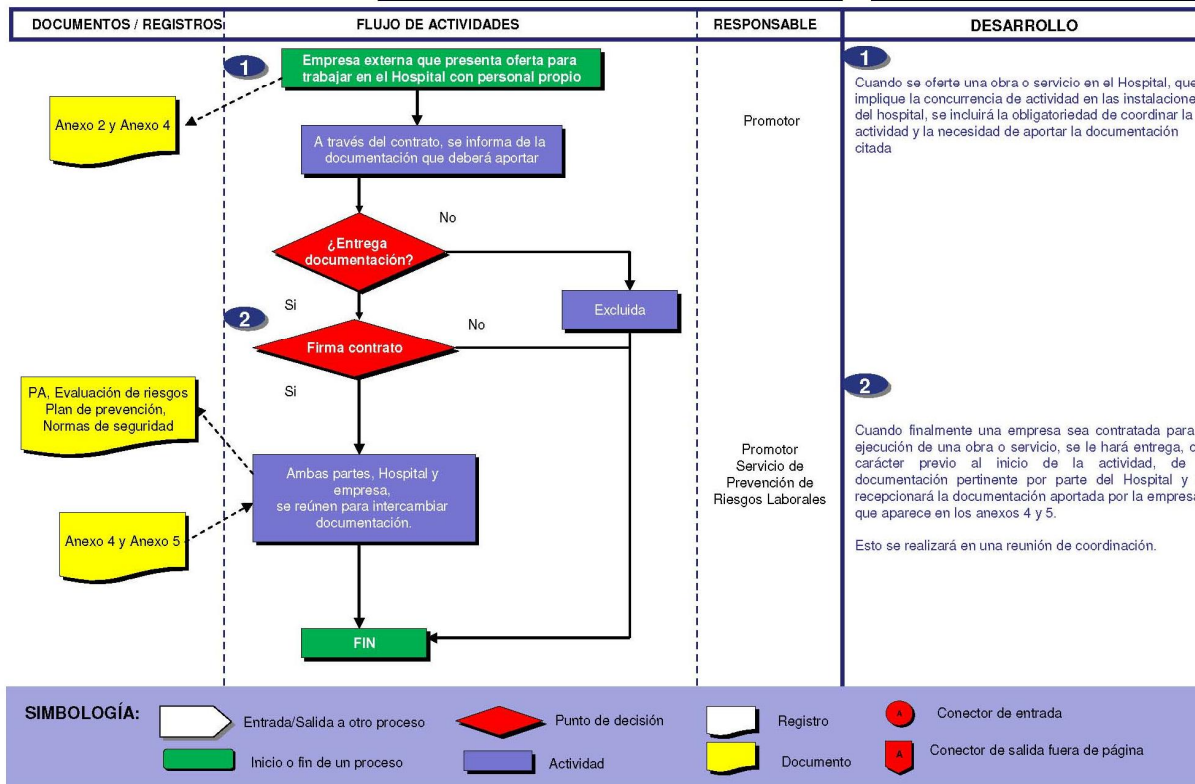 DOCUMENTOS / REGISTROS
FLUJO DE ACTIVIDADES
RESPONSABLE
DESARROLLO
1
Empresa externa que presenta oferta para
trabajar en el Hospital con personal propio
Anexo 2 y Anexo 4
A través del contrato, se informa de la
documentación que deberá aportar
Promotor
1
Cuando se oferte una obra o servicio en el Hospital, que
implique la concurrencia de actividad en las instalacione
del hospital, se incluirá la obligatoriedad de coordinar la
actividad y la necesidad de aportar la documentación
citada
No
¿Entrega
documentación?
Si
Excluida
2
No
Firma contrato
Si
PA, Evaluación de riesgos
Plan de prevención,
Normas de seguridad
Ambas partes, Hospital y
empresa,
se reúnen para intercambiar
documentación.
Anexo 4 y Anexo 5
Promotor
Servicio de
Prevención de
Riesgos Laborales
2
Cuando finalmente una empresa sea contratada para
ejecución de una obra o servicio, se le hará entrega, c
carácter previo al inicio de la actividad, de
documentación pertinente por parte del Hospital y
recepcionará la documentación aportada por la empresa
que aparece en los anexos 4 y 5.
Esto se realizará en una reunión de coordinación.
FIN
SIMBOLOGÍA:
Entrada/Salida a otro proceso
Punto de decisión
Registro
A
Conector de entrada
Inicio o fin de un proceso
Actividad
Documento
A
Conector de salida fuera de página